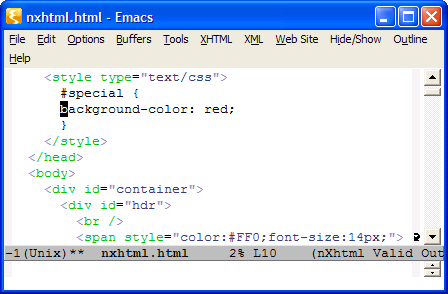 nxhtml.html - Emacs
File Edit Options Buffers Tools XHTML XML Web Site Hide/Show Outline
Help
<style type="text/css">
#special {
background-color: red;
}
</style>
</head>
<body>
<div id="container">
<div id="hdr">
<br />
<span style="color:#FF0;font-size:14px;">
-1(Unix)** nxhtml.html 2% L10 (nXhtml Valid Out